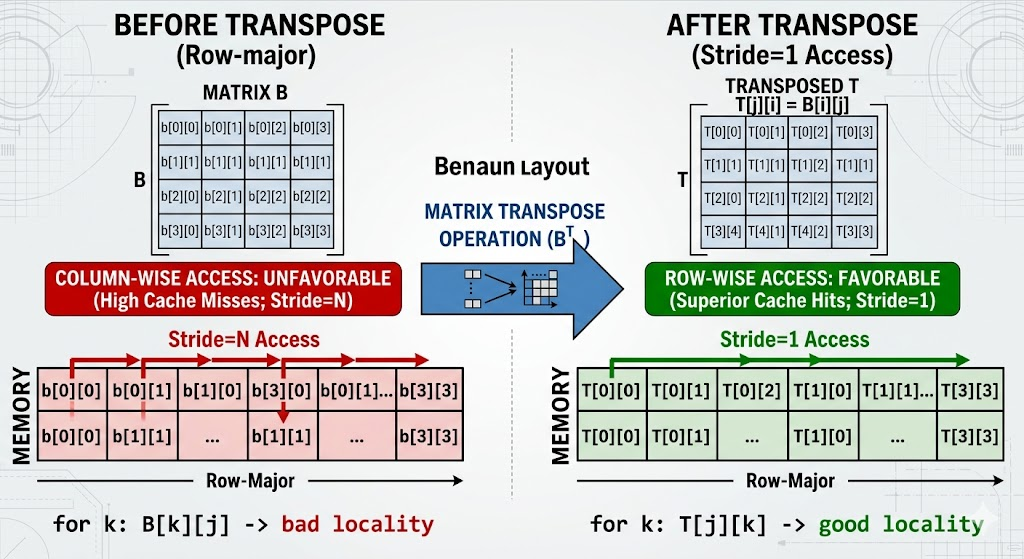 BEFORE TRANSPOSE
(Row-major)
MATRIX B
B
b[0][0] b[0][1] b[0][2] b[0][3]
b[1][1] b[1][1] b[1][1] b[1][1]
b[2][0] b[2][1] b[2][2] b[2][2]
b[3][0] b[3][1] b[3][2] b[3][3]
COLUMN-WISE ACCESS: UNFAVORABLE
(High Cache Misses; Stride=N)
Stride=N Access
MEMORY
b[0][0] b[0][1] b[1][0] b[3][0] b[0][1]... b[3][3]
b[0][0] b[1][1] ... b[1][1] ... b[3][3]
Row-Major
for k: B[k][j] -> bad locality
Benaun Layout
MATRIX TRANSPOSE
OPERATION (Bᵀ )
AFTER TRANSPOSE
(Stride=1 Access)
TRANSPOSED T
T[j][i] = B[i][j]
T
T[0][0] T[0][1] T[0][2] T[0][3]
T[1][1] T[1][1] T[1][2] T[1][1]
T[2][0] T[2][1] T[2][2] T[2][3]
T[3][4] T[4][1] T[4][2] T[3][3]
ROW-WISE ACCESS: FAVORABLE
(Superior Cache Hits; Stride=1)
Stride=1 Access
MEMORY
T[0][0] T[0][1] T[0][2] T[1][0] T[1][1]... T[3][3]
T[0][0] T[0][1] ... T[1][0] ... T[3][3]
Row-Major
for k: T[j][k] -> good locality